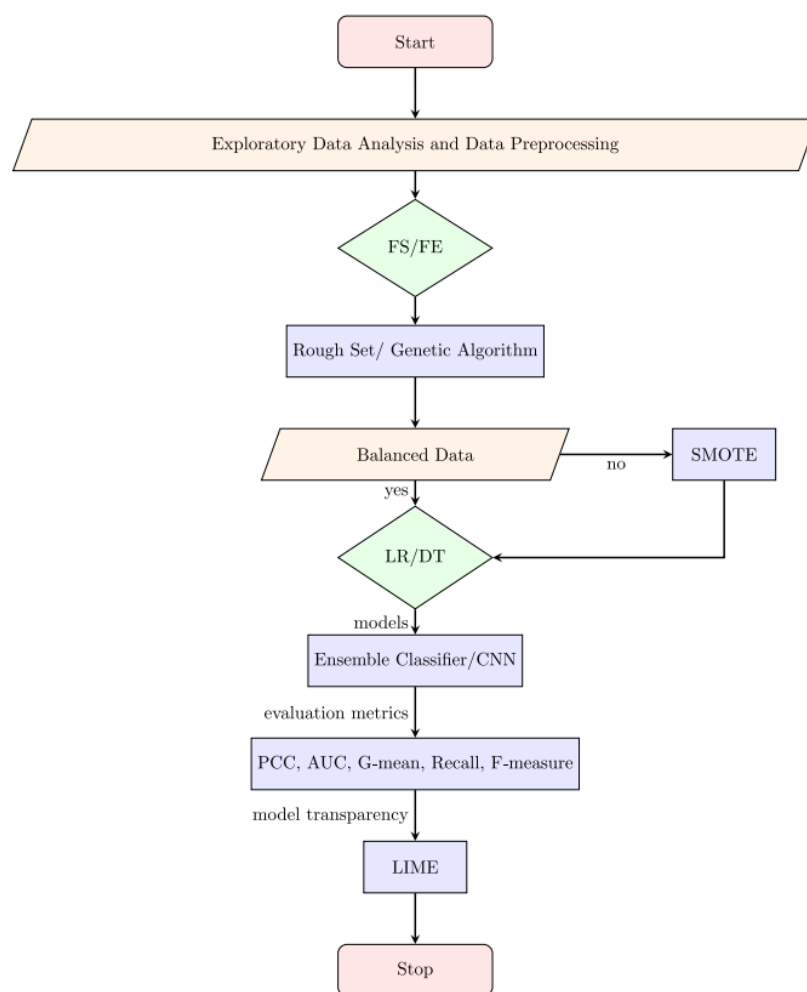 Start
Exploratory Data Analysis and Data Preprocessing
FS/FE
Rough Set/ Genetic Algorithm
Balanced Data
no
SMOTE
yes
LR/DT
models
Ensemble Classifier/CNN
evaluation metrics
PCC, AUC, G-mean, Recall, F-measure
model transparency
LIME
Stop